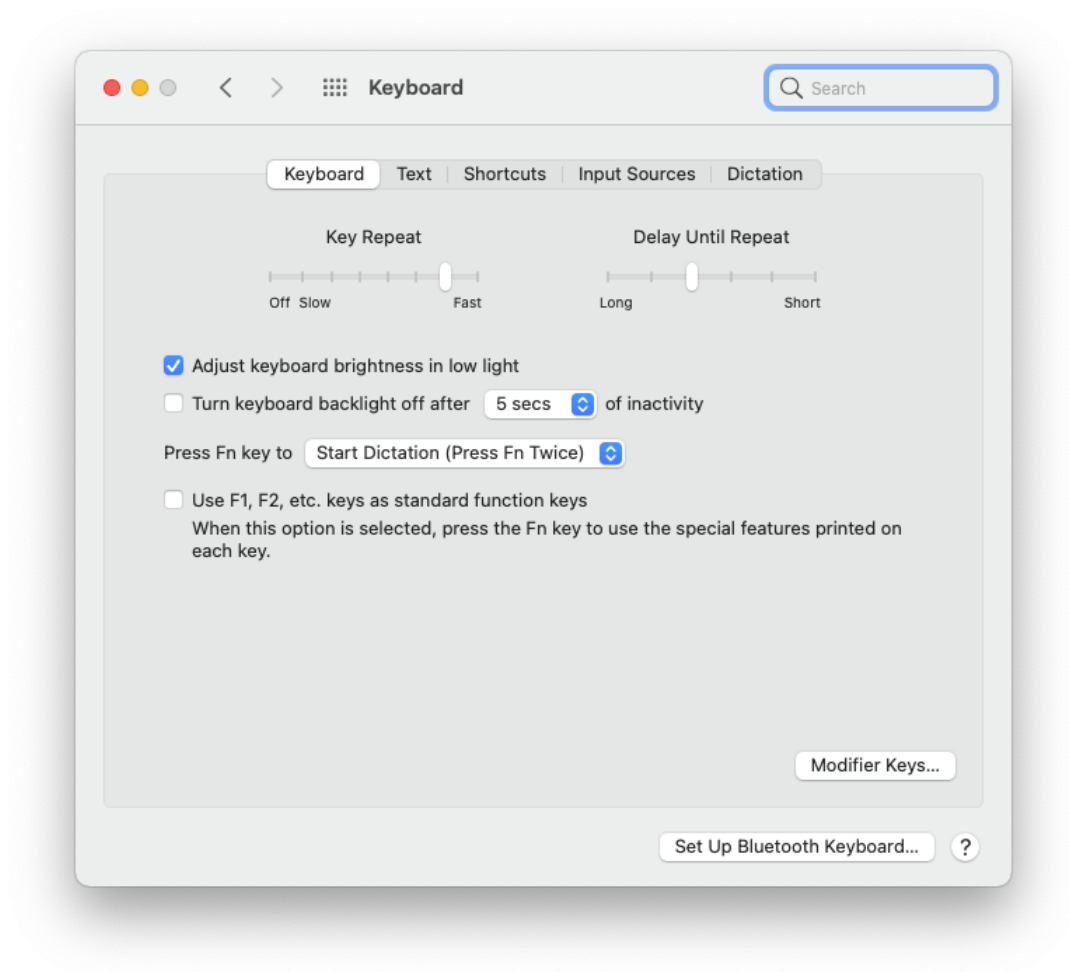 Keyboard
Search
Keyboard Text Shortcuts Input Sources Dictation
Key Repeat Delay Until Repeat
Off Slow Fast Long Short
Adjust keyboard brightness in low light
Turn keyboard backlight off after 5 secs of inactivity
Press Fn key to Start Dictation (Press Fn Twice)
Use F1, F2, etc. keys as standard function keys
When this option is selected, press the Fn key to use the special features printed on
each key.
Modifier Keys...
Set Up Bluetooth Keyboard... ?